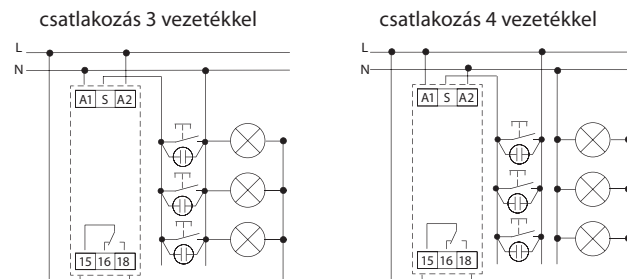 csatlakozás 3 vezetékkel
L
N
A1 S A2
15 16 18
csatlakozás 4 vezetékkel
L
N
A1 S A2
15 16 18